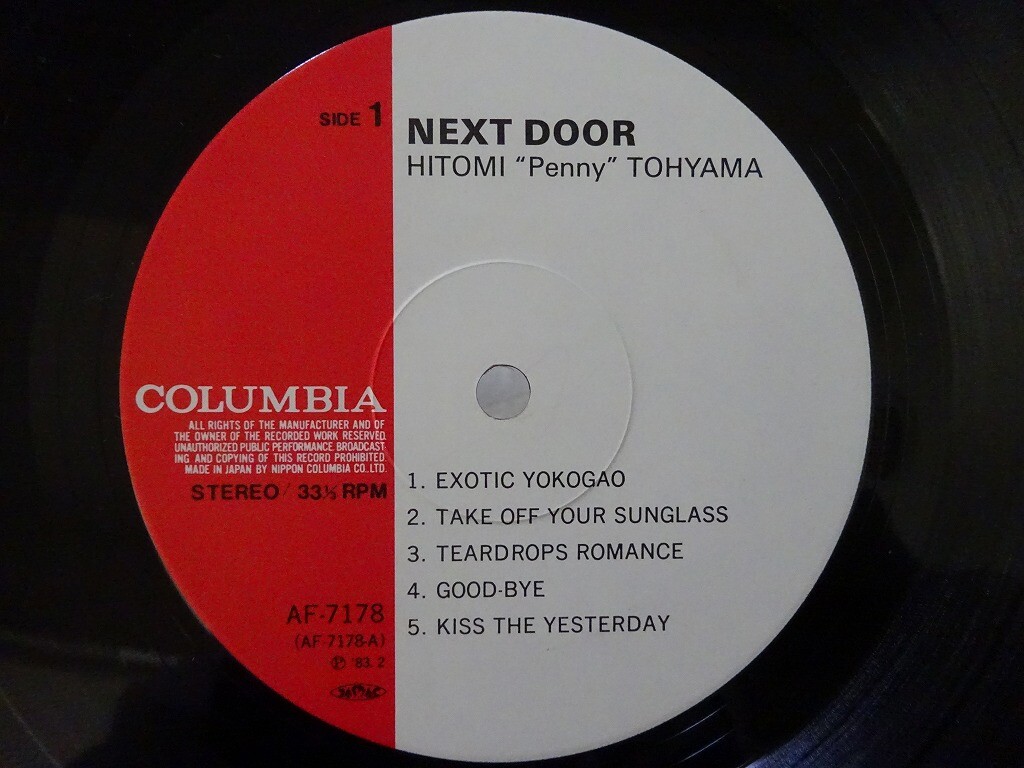 SIDE 1
NEXT DOOR
HITOMI “Penny” TOHYAMA
COLUMBIA
ALL RIGHTS OF THE MANUFACTURER AND OF
THE OWNER OF THE RECORDED WORK RESERVED.
UNAUTHORIZED PUBLIC PERFORMANCE. BROADCAST-
ING AND COPYING OF THIS RECORD PROHIBITED.
MADE IN JAPAN BY NIPPON COLUMBIA CO.,LTD.
STEREO / 33⅓ RPM
1. EXOTIC YOKOGAO
2. TAKE OFF YOUR SUNGLASS
3. TEARDROPS ROMANCE
4. GOOD-BYE
5. KISS THE YESTERDAY
AF-7178
(AF-7178-A)
Ⓟ '83. 2
JASRAC